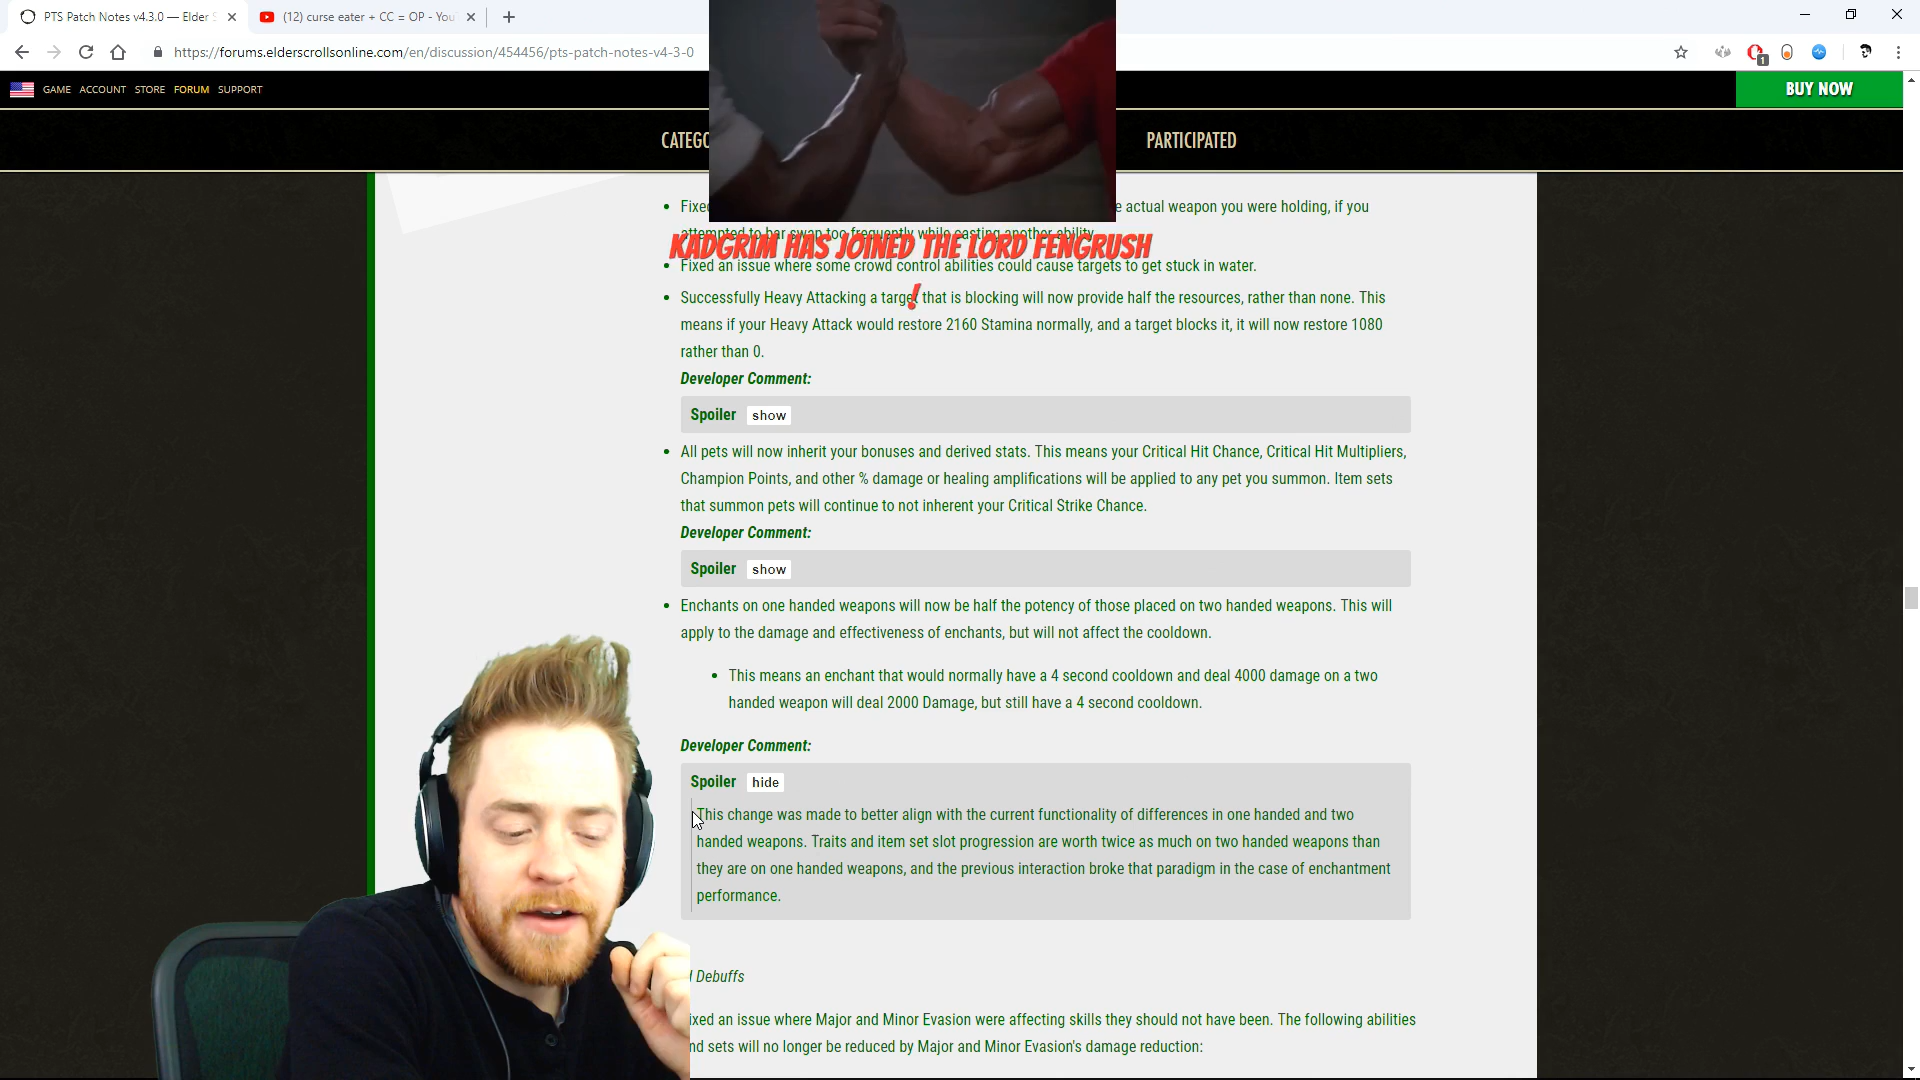 PTS Patch Notes v4.3.0 — Elder S
(12) curse eater + CC = OP - You
https://forums.elderscrollsonline.com/en/discussion/454456/pts-patch-notes-v4-3-0
1
GAME ACCOUNT STORE FORUM SUPPORT
BUY NOW
CATEGO
PARTICIPATED
Fixed
e actual weapon you were holding, if you
attempted to bar swap too frequently while casting another ability.
KADGRIM HAS JOINED THE LORD FENGRUSH
!
Fixed an issue where some crowd control abilities could cause targets to get stuck in water.
Successfully Heavy Attacking a target that is blocking will now provide half the resources, rather than none. This
means if your Heavy Attack would restore 2160 Stamina normally, and a target blocks it, it will now restore 1080
rather than 0.
Developer Comment:
Spoiler show
All pets will now inherit your bonuses and derived stats. This means your Critical Hit Chance, Critical Hit Multipliers,
Champion Points, and other % damage or healing amplifications will be applied to any pet you summon. Item sets
that summon pets will continue to not inherent your Critical Strike Chance.
Developer Comment:
Spoiler show
Enchants on one handed weapons will now be half the potency of those placed on two handed weapons. This will
apply to the damage and effectiveness of enchants, but will not affect the cooldown.
This means an enchant that would normally have a 4 second cooldown and deal 4000 damage on a two
handed weapon will deal 2000 Damage, but still have a 4 second cooldown.
Developer Comment:
Spoiler hide
This change was made to better align with the current functionality of differences in one handed and two
handed weapons. Traits and item set slot progression are worth twice as much on two handed weapons than
they are on one handed weapons, and the previous interaction broke that paradigm in the case of enchantment
performance.
d Debuffs
ixed an issue where Major and Minor Evasion were affecting skills they should not have been. The following abilities
nd sets will no longer be reduced by Major and Minor Evasion's damage reduction: